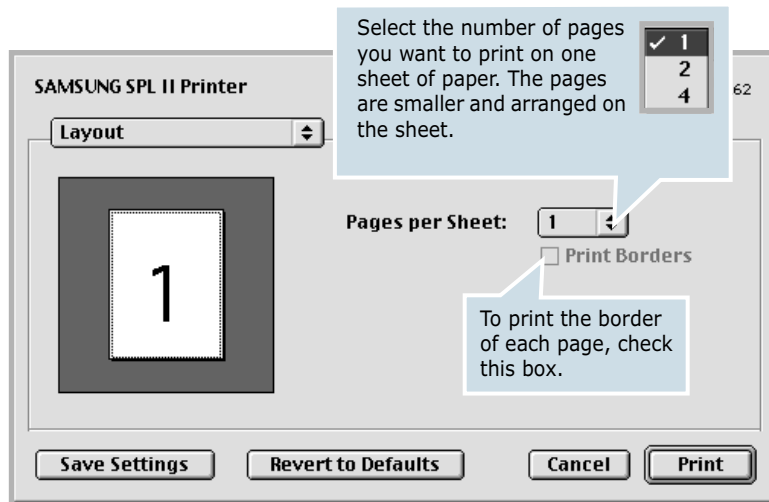 Select the number of pages
you want to print on one
sheet of paper. The pages
are smaller and arranged on
the sheet.
✓ 1
2
4
SAMSUNG SPL II Printer
62
Layout
1
Pages per Sheet: 1
Print Borders
To print the border
of each page, check
this box.
Save Settings Revert to Defaults Cancel Print